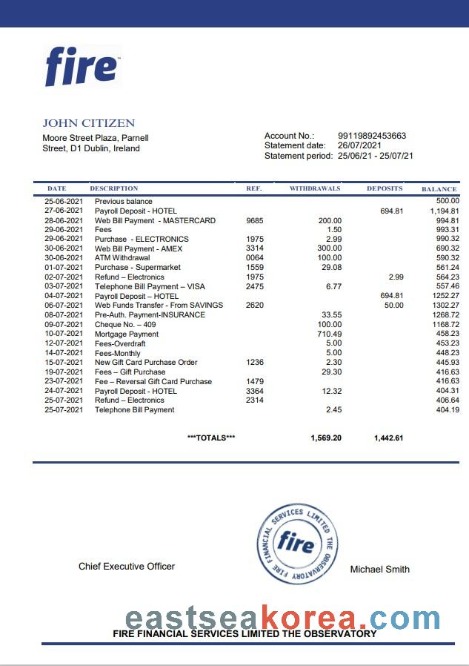 fire
JOHN CITIZEN
Moore Street Plaza, Parnell
Street, D1 Dublin, Ireland
Account No.: 99119892453663
Statement date: 26/07/2021
Statement period: 25/06/21 - 25/07/21
DATE DESCRIPTION REF. WITHDRAWALS DEPOSITS BALANCE
25-06-2021 Previous balance 500.00
27-06-2021 Payroll Deposit - HOTEL 694.81 1,194.81
28-06-2021 Web Bill Payment - MASTERCARD 9685 200.00 994.81
29-06-2021 Fees 1.50 993.31
29-06-2021 Purchase - ELECTRONICS 1975 2.99 990.32
30-06-2021 Web Bill Payment - AMEX 3314 300.00 690.32
30-06-2021 ATM Withdrawal 0064 100.00 590.32
01-07-2021 Purchase - Supermarket 1559 29.08 561.24
02-07-2021 Refund – Electronics 1975 2.99 564.23
03-07-2021 Telephone Bill Payment – VISA 2475 6.77 557.46
04-07-2021 Payroll Deposit – HOTEL 694.81 1252.27
06-07-2021 Web Funds Transfer - From SAVINGS 2620 50.00 1302.27
08-07-2021 Pre-Auth. Payment-INSURANCE 33.55 1268.72
09-07-2021 Cheque No. – 409 100.00 1168.72
10-07-2021 Mortgage Payment 710.49 458.23
12-07-2021 Fees-Overdraft 5.00 453.23
14-07-2021 Fees-Monthly 5.00 448.23
15-07-2021 New Gift Card Purchase Order 1236 2.30 445.93
19-07-2021 Fees – Gift Purchase 29.30 416.63
23-07-2021 Fee – Reversal Gift Card Purchase 1479 416.63
24-07-2021 Payroll Deposit - HOTEL 3364 12.32 404.31
25-07-2021 Refund – Electronics 2314 406.64
25-07-2021 Telephone Bill Payment 2.45 404.19
***TOTALS*** 1,569.20 1,442.61
FIRE FINANCIAL SERVICES LIMITED THE OBSERVATORY
fire
Chief Executive Officer Michael Smith
eastseakorea.com
FIRE FINANCIAL SERVICES LIMITED THE OBSERVATORY